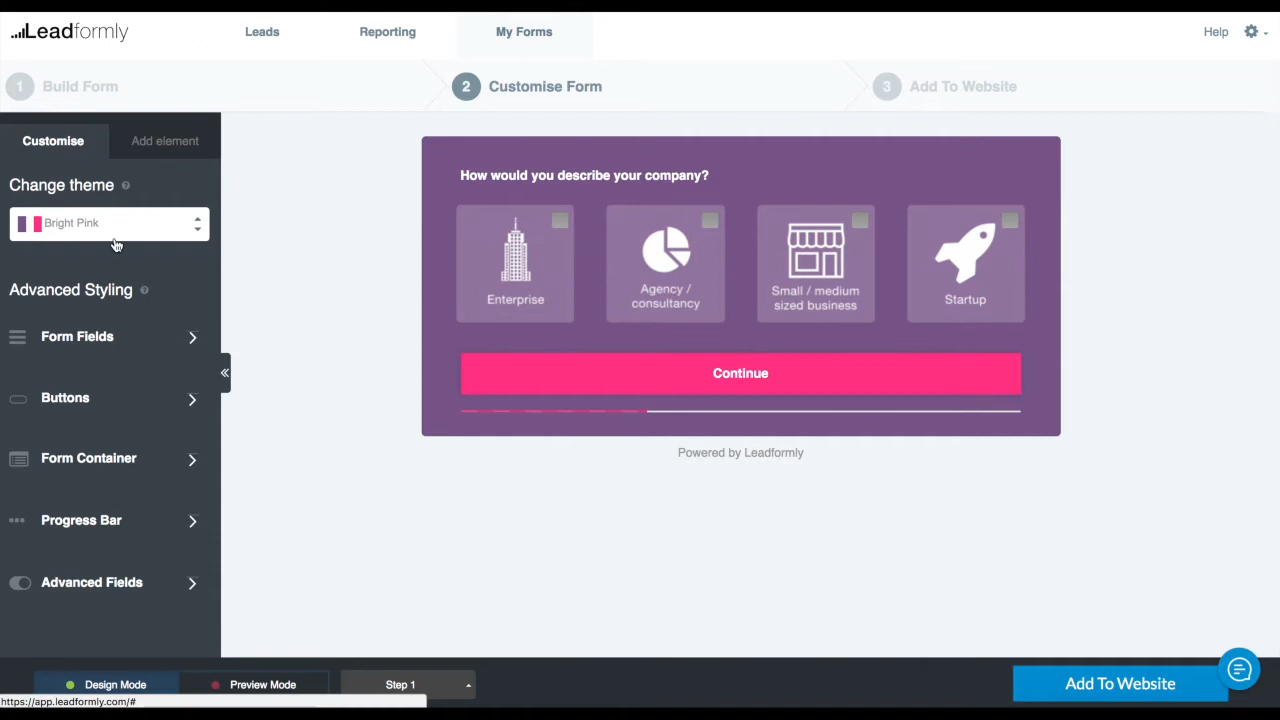 Leadformly
Leads
Reporting
My Forms
Help
1 Build Form
2 Customise Form
3 Add To Website
Customise
Add element
Change theme ?
Bright Pink
Advanced Styling ?
Form Fields
Buttons
Form Container
Progress Bar
Advanced Fields
«
How would you describe your company?
Enterprise
Agency /
consultancy
Small / medium
sized business
Startup
Continue
Powered by Leadformly
Design Mode
Preview Mode
Step 1
Add To Website
https://app.leadformly.com/#